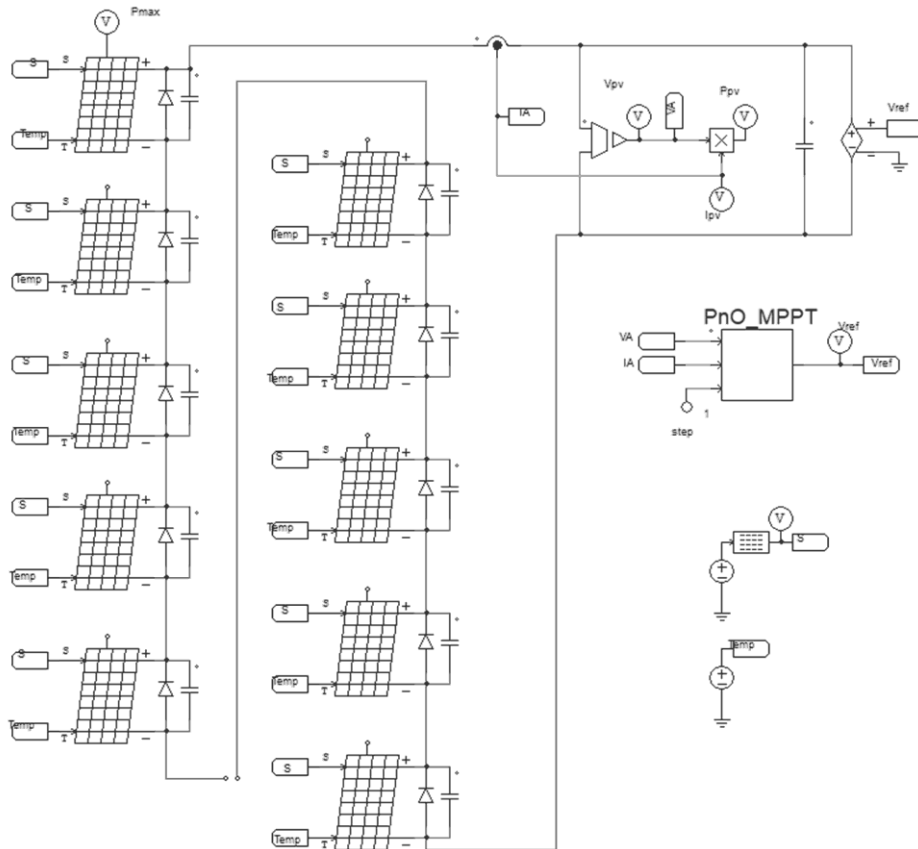 Pmax
S S + °
Temp T −
S S + °
Temp T −
S S + °
Temp T −
S S + °
Temp T −
S S + °
Temp T −
S S + °
Temp T −
S S + °
Temp T −
S S + °
Temp T −
S S + °
Temp T −
S S + °
Temp
V
IA
Vpv
V
VA
Ppv
V
V
Ipv
+
−
+
−
Vref
PnO_MPPT
VA
IA
step
1
Vref
V
Vref
V
S
Temp